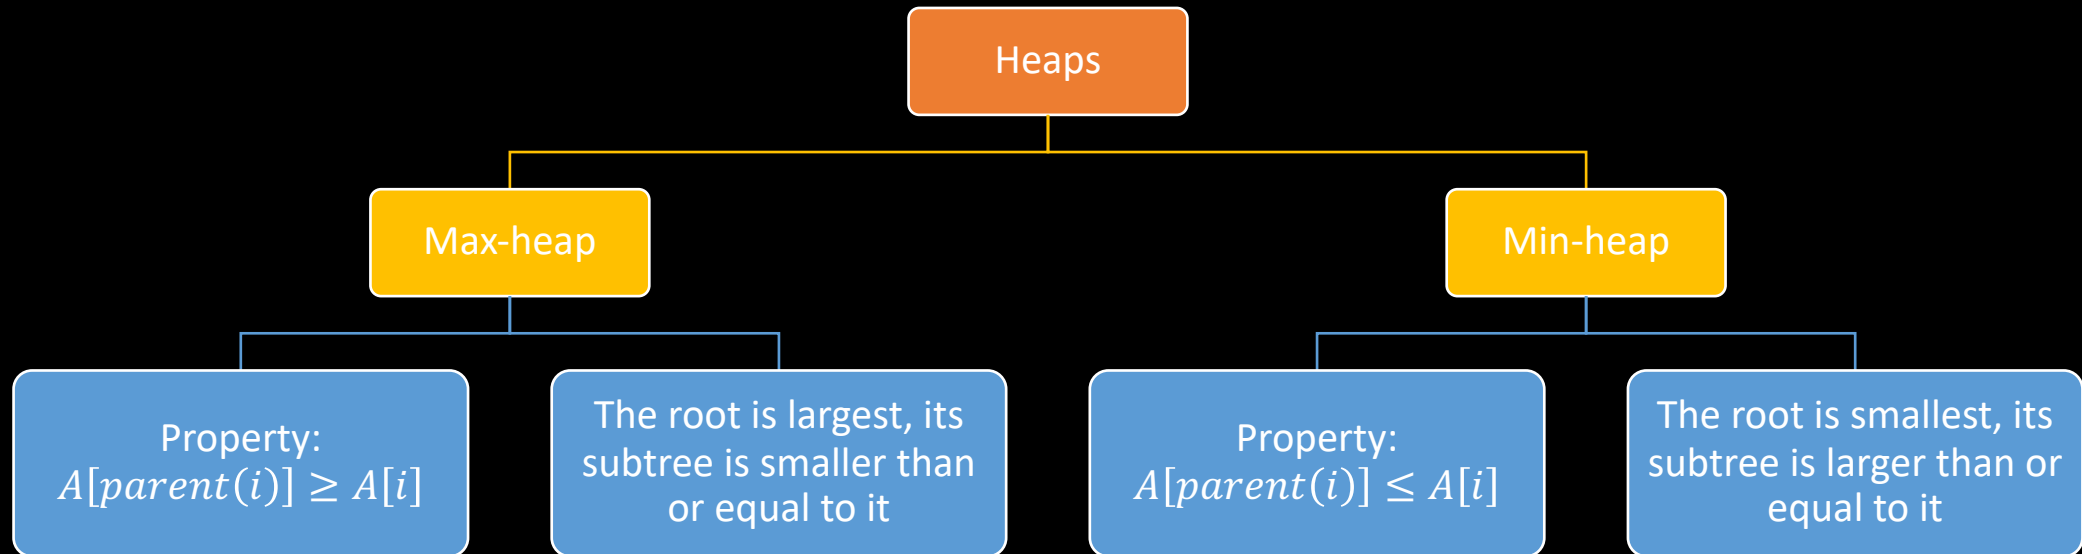 Heaps
Max-heap
Min-heap
Property:
A[parent(i)] ≥ A[i]
The root is largest, its
subtree is smaller than
or equal to it
Property:
A[parent(i)] ≤ A[i]
The root is smallest, its
subtree is larger than or
equal to it